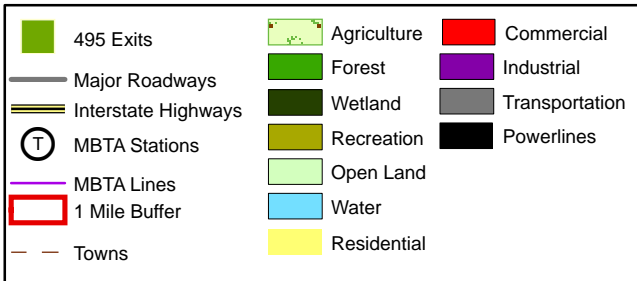 495 Exits
Major Roadways
Interstate Highways
T
MBTA Stations
MBTA Lines
1 Mile Buffer
Towns
Agriculture
Forest
Wetland
Recreation
Open Land
Water
Residential
Commercial
Industrial
Transportation
Powerlines